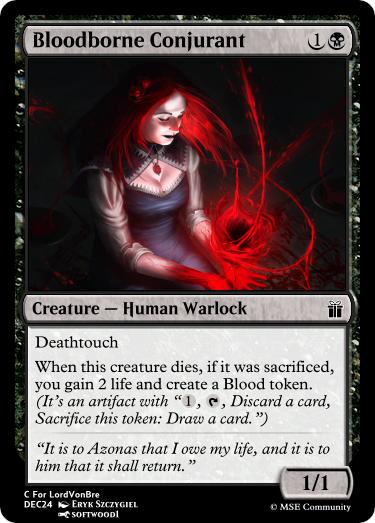 Bloodborne Conjurant 1
Creature — Human Warlock
Deathtouch
When this creature dies, if it was sacrificed,
you gain 2 life and create a Blood token.
(It's an artifact with “1, , Discard a card,
Sacrifice this token: Draw a card.”)
“It is to Azonas that I owe my life, and it is to
him that it shall return.”
1/1
C For LordVonBre
DEC24 Eryk Szczygieł
softwood1 © MSE Community